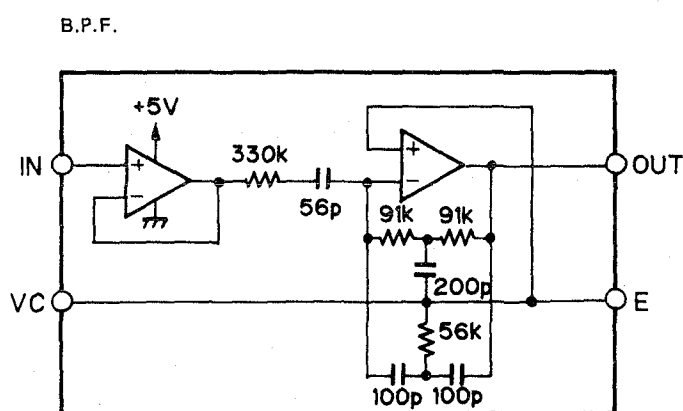 B.P.F.
+5V
IN
+
−
330k
56p
+
−
OUT
91k
91k
200p
VC
E
56k
100p
100p